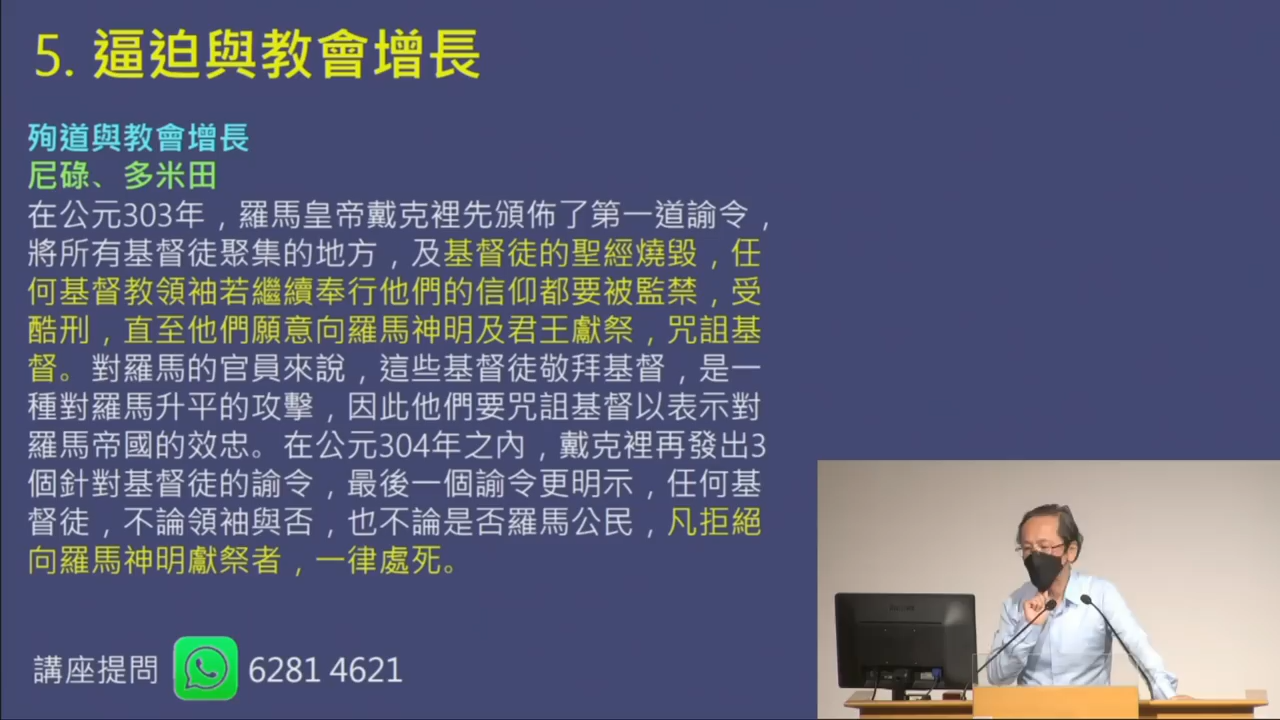 5. 逼迫與教會增長
殉道與教會增長
尼碌、多米田
在公元303年，羅馬皇帝戴克裡先頒佈了第一道諭令，
將所有基督徒聚集的地方，及基督徒的聖經燒毀，任
何基督教領袖若繼續奉行他們的信仰都要被監禁，受
酷刑，直至他們願意向羅馬神明及君王獻祭，咒詛基
督。對羅馬的官員來說，這些基督徒敬拜基督，是一
種對羅馬升平的攻擊，因此他們要咒詛基督以表示對
羅馬帝國的效忠。在公元304年之內，戴克裡再發出3
個針對基督徒的諭令，最後一個諭令更明示，任何基
督徒，不論領袖與否，也不論是否羅馬公民，凡拒絕
向羅馬神明獻祭者，一律處死。
講座提問 6281 4621